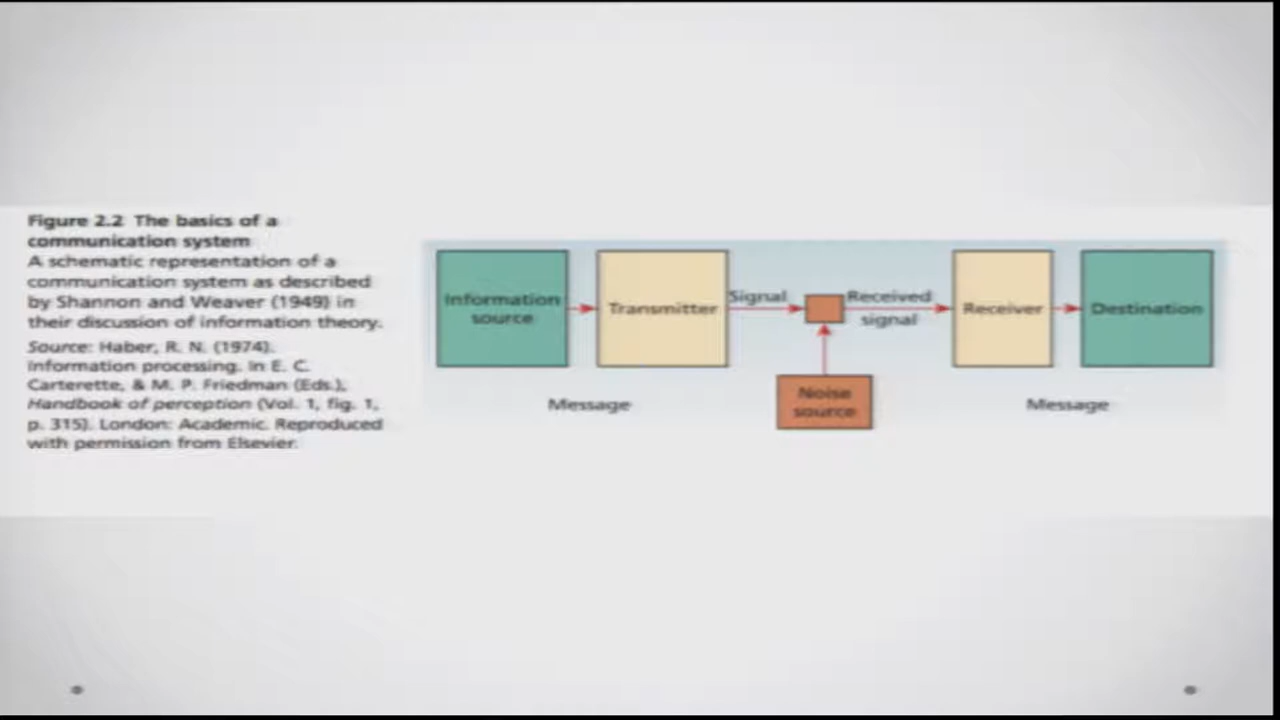 Figure 2.2 The basics of a
communication system
A schematic representation of a
communication system as described
by Shannon and Weaver (1949) in
their discussion of information theory.
Source: Haber, R. N. (1974).
Information processing. In E. C.
Carterette, & M. P. Friedman (Eds.),
Handbook of perception (Vol. 1, fig. 1,
p. 315). London: Academic. Reproduced
with permission from Elsevier.
Information
source
Transmitter
Signal
Received
signal
Receiver
Destination
Noise
source
Message
Message